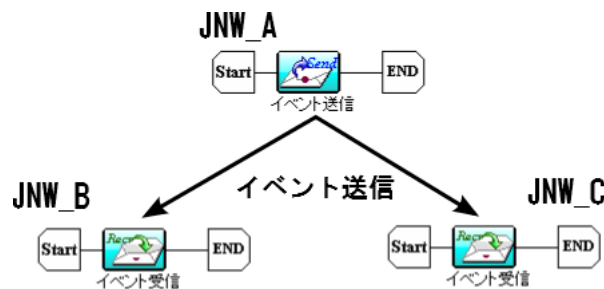 JNW_A
Start
Send
END
イベント送信
イベント送信
JNW_B
Start
Recv
END
イベント受信
JNW_C
Start
Recv
END
イベント受信